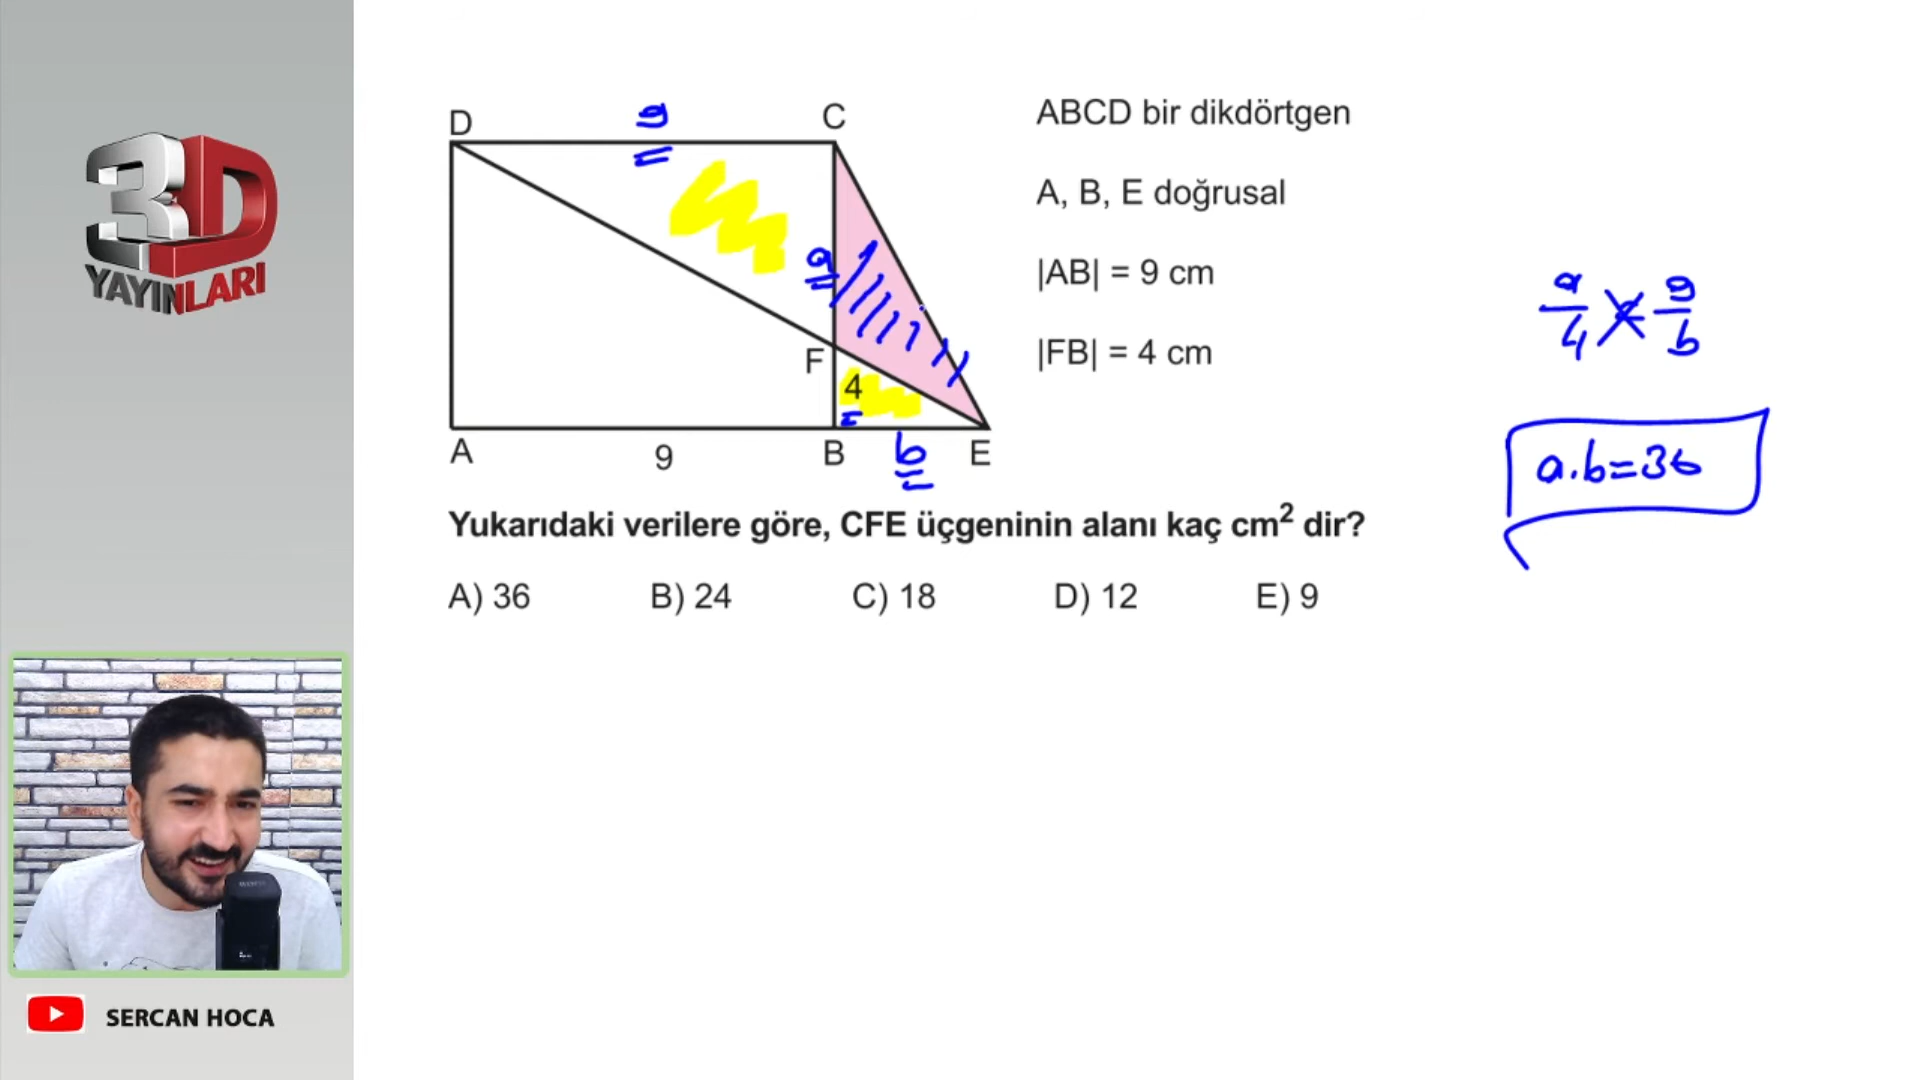 3D
YAYINLARI
D
9
C
a
F
4
A
9
B
b
E
ABCD bir dikdörtgen
A, B, E doğrusal
|AB| = 9 cm
|FB| = 4 cm
a/4 9/b
a.b=36
Yukarıdaki verilere göre, CFE üçgeninin alanı kaç cm² dir?
A) 36 B) 24 C) 18 D) 12 E) 9
SERCAN HOCA